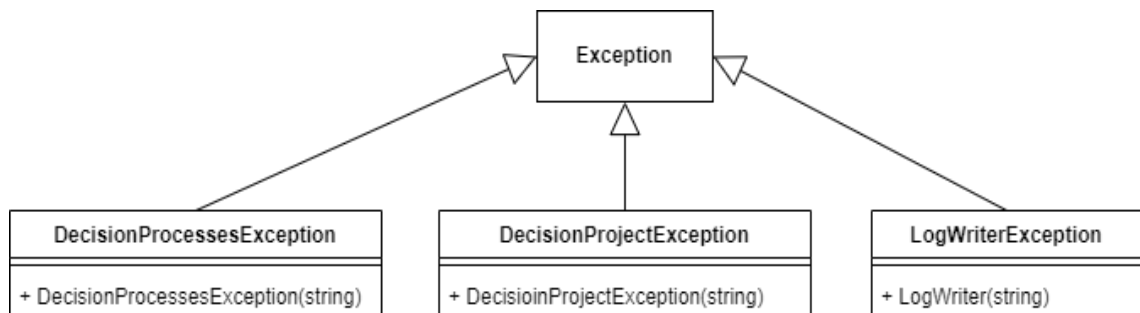 Exception
DecisionProcessesException
DecisionProjectException
LogWriterException
+ DecisionProcessesException(string)
+ DecisioinProjectException(string)
+ LogWriter(string)